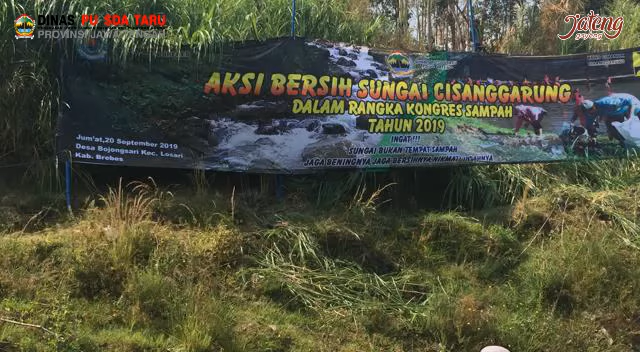 DINAS PU SDA TARU
PROVINSI JAWA TENGAH
Jateng
gayeng
AKSI BERSIH SUNGAI CISANGGARUNG
DALAM RANGKA KONGRES SAMPAH
TAHUN 2019
Jum'at,20 September 2019
Desa Bojongsari Kec. Losari
Kab. Brebes
INGAT !!!
SUNGAI BUKAN TEMPAT SAMPAH
JAGA BENINGNYA JAGA BERSIHNYA NIKMATI INDAHNYA